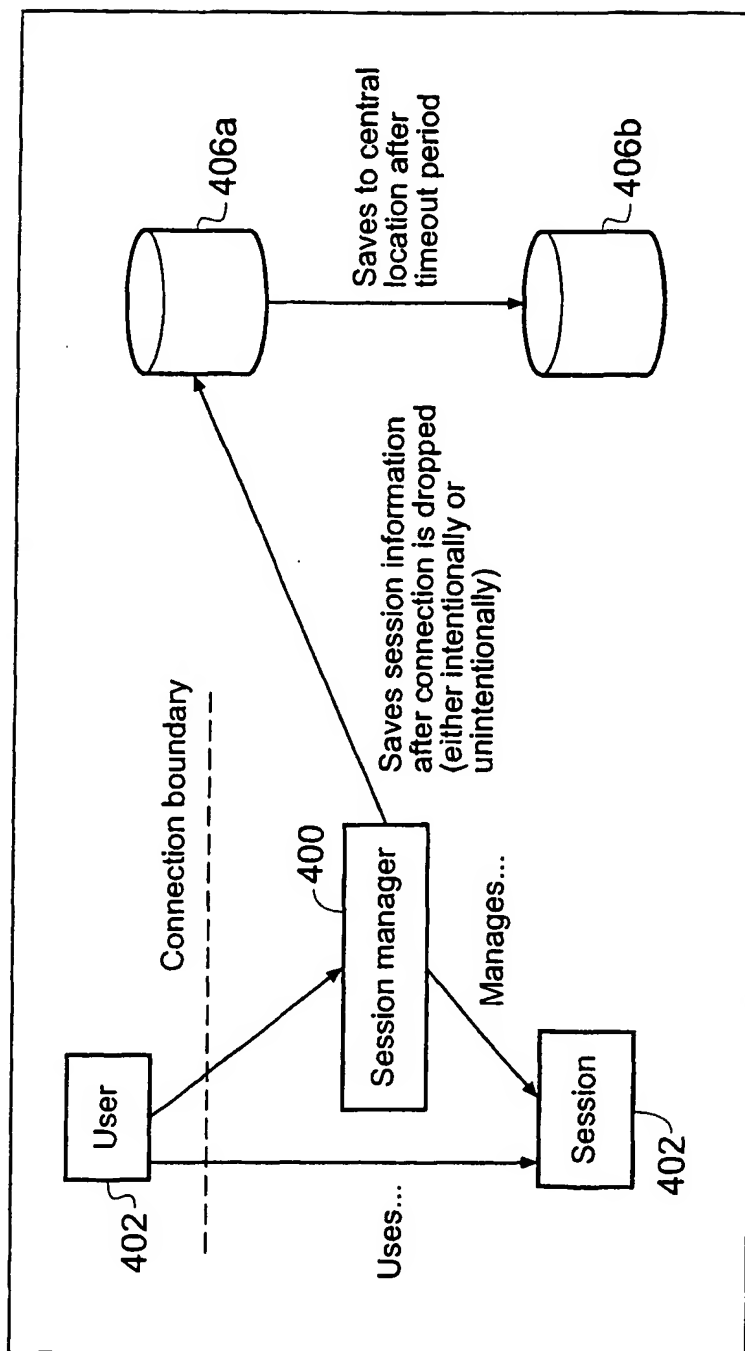 User
402
Connection boundary
Uses...
Session manager
400
Manages...
Session
402
Saves session information
after connection is dropped
(either intentionally or
unintentionally)
406a
Saves to central
location after
timeout period
406b